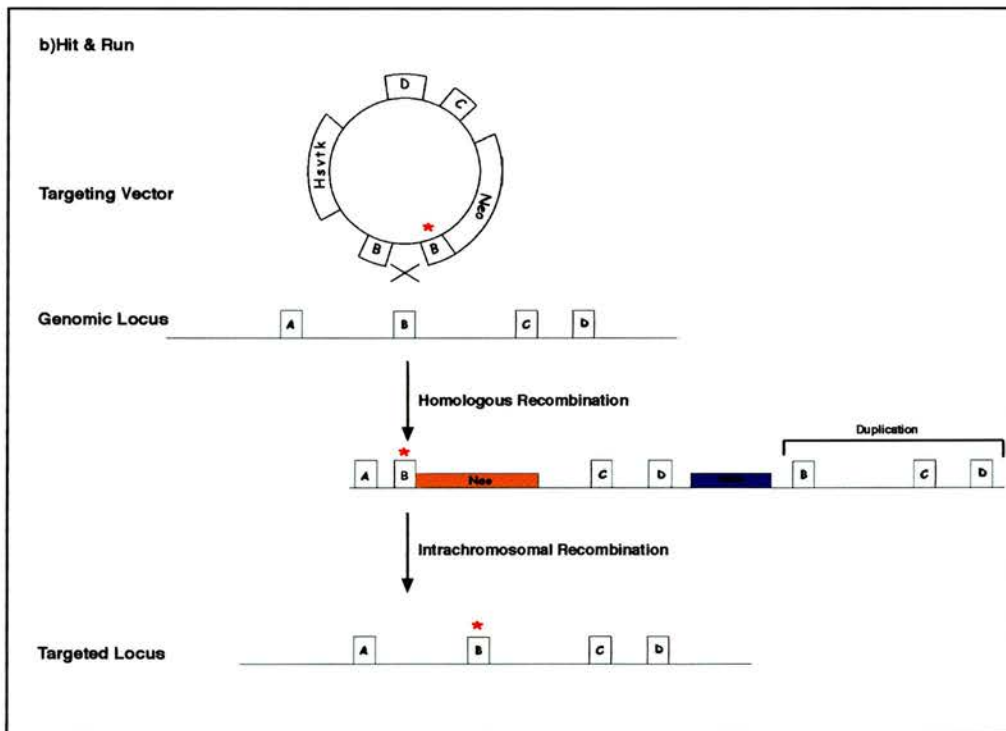 b)Hit & Run
D
C
Hsvtk
Neo
Targeting Vector
*
B
B
Genomic Locus
A
B
C
D
Homologous Recombination
Duplication
*
A
B
Neo
C
D
B
C
D
Intrachromosomal Recombination
*
Targeted Locus
A
B
C
D